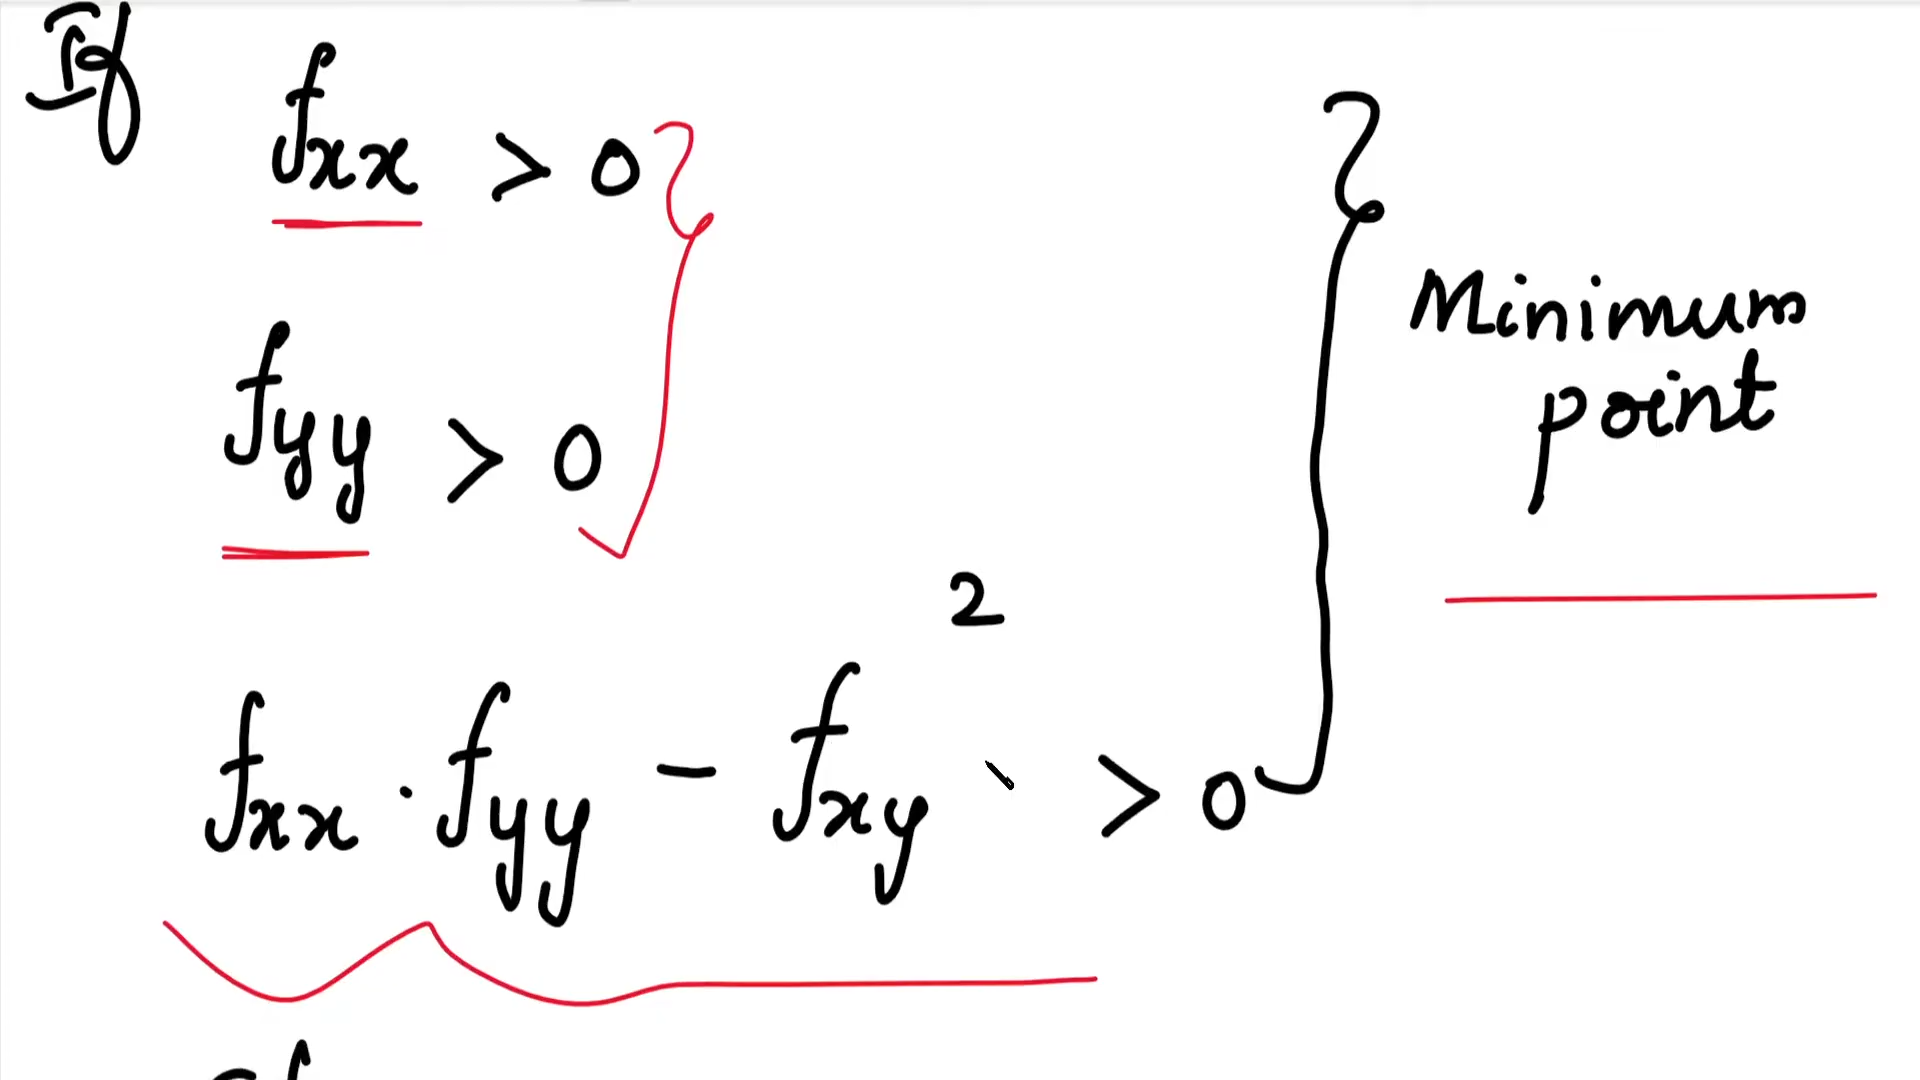 If fxx > 0
fyy > 0
Minimum
point
fxx · fyy - fxy² > 0